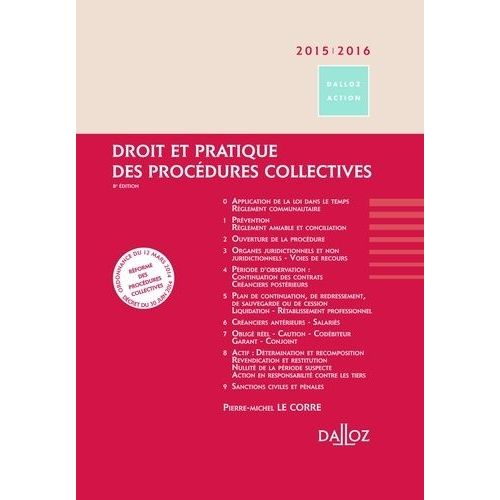 2015 | 2016
DALLOZ
ACTION
DROIT ET PRATIQUE
DES PROCÉDURES COLLECTIVES
8e ÉDITION
0 APPLICATION DE LA LOI DANS LE TEMPS
RÈGLEMENT COMMUNAUTAIRE
1 PRÉVENTION
RÈGLEMENT AMIABLE ET CONCILIATION
2 OUVERTURE DE LA PROCÉDURE
3 ORGANES JURIDICTIONNELS ET NON
JURIDICTIONNELS - VOIES DE RECOURS
4 PÉRIODE D'OBSERVATION :
CONTINUATION DES CONTRATS
CRÉANCIERS POSTÉRIEURS
5 PLAN DE CONTINUATION, DE REDRESSEMENT,
DE SAUVEGARDE OU DE CESSION
LIQUIDATION - RÉTABLISSEMENT PROFESSIONNEL
6 CRÉANCIERS ANTÉRIEURS - SALARIÉS
7 OBLIGÉ RÉEL - CAUTION - CODÉBITEUR
GARANT - CONJOINT
8 ACTIF : DÉTERMINATION ET RECOMPOSITION
REVENDICATION ET RESTITUTION
NULLITÉ DE LA PÉRIODE SUSPECTE
ACTION EN RESPONSABILITÉ CONTRE LES TIERS
9 SANCTIONS CIVILES ET PÉNALES
ORDONNANCE DU 12 MARS 2014
RÉFORME
DES
PROCÉDURES
COLLECTIVES
DÉCRET DU 30 JUIN 2014
PIERRE-MICHEL LE CORRE
DALLOZ